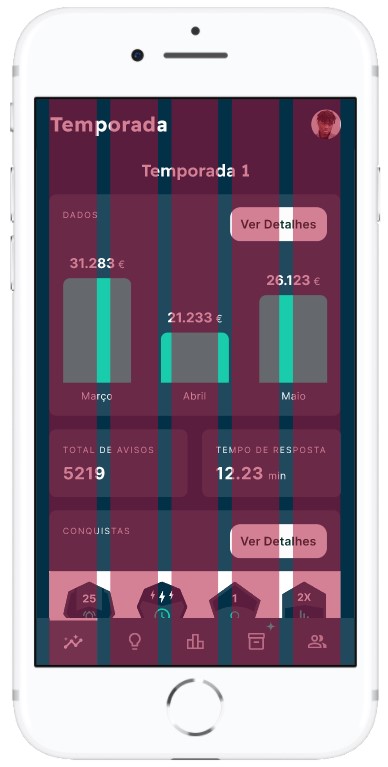 Temporada
Temporada 1
DADOS
Ver Detalhes
31.283 €
21.233 €
26.123 €
Março
Abril
Maio
TOTAL DE AVISOS
5219
TEMPO DE RESPOSTA
12.23 min
CONQUISTAS
Ver Detalhes
25
1
2X